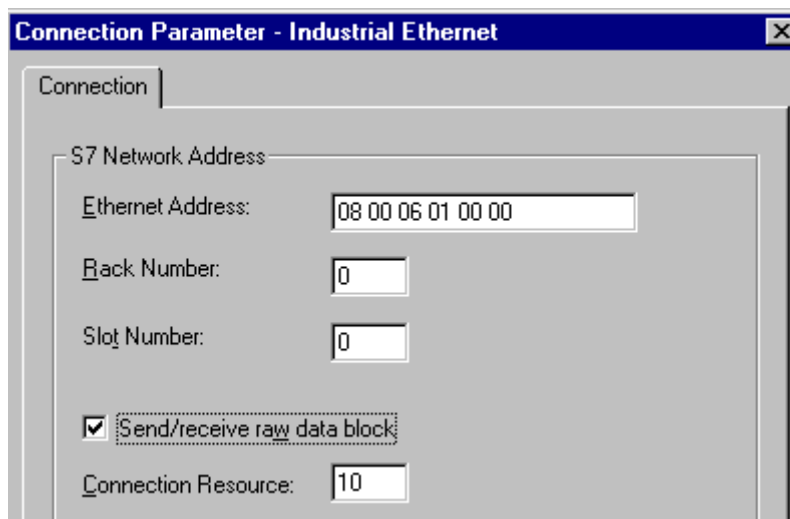 Connection Parameter - Industrial Ethernet
Connection
S7 Network Address
Ethernet Address: 08 00 06 01 00 00
Rack Number: 0
Slot Number: 0
Send/receive raw data block
Connection Resource: 10